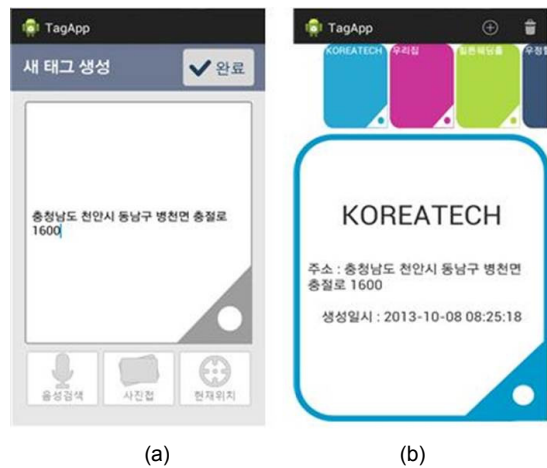 TagApp
새 태그 생성
완료
충청남도 천안시 동남구 병천면 충절로
1600
음성검색
사진첩
현재위치
(a)
TagApp
KOREATECH
우리집
KOREATECH
주소 : 충청남도 천안시 동남구 병천면
충절로 1600
생성일시 : 2013-10-08 08:25:18
(b)